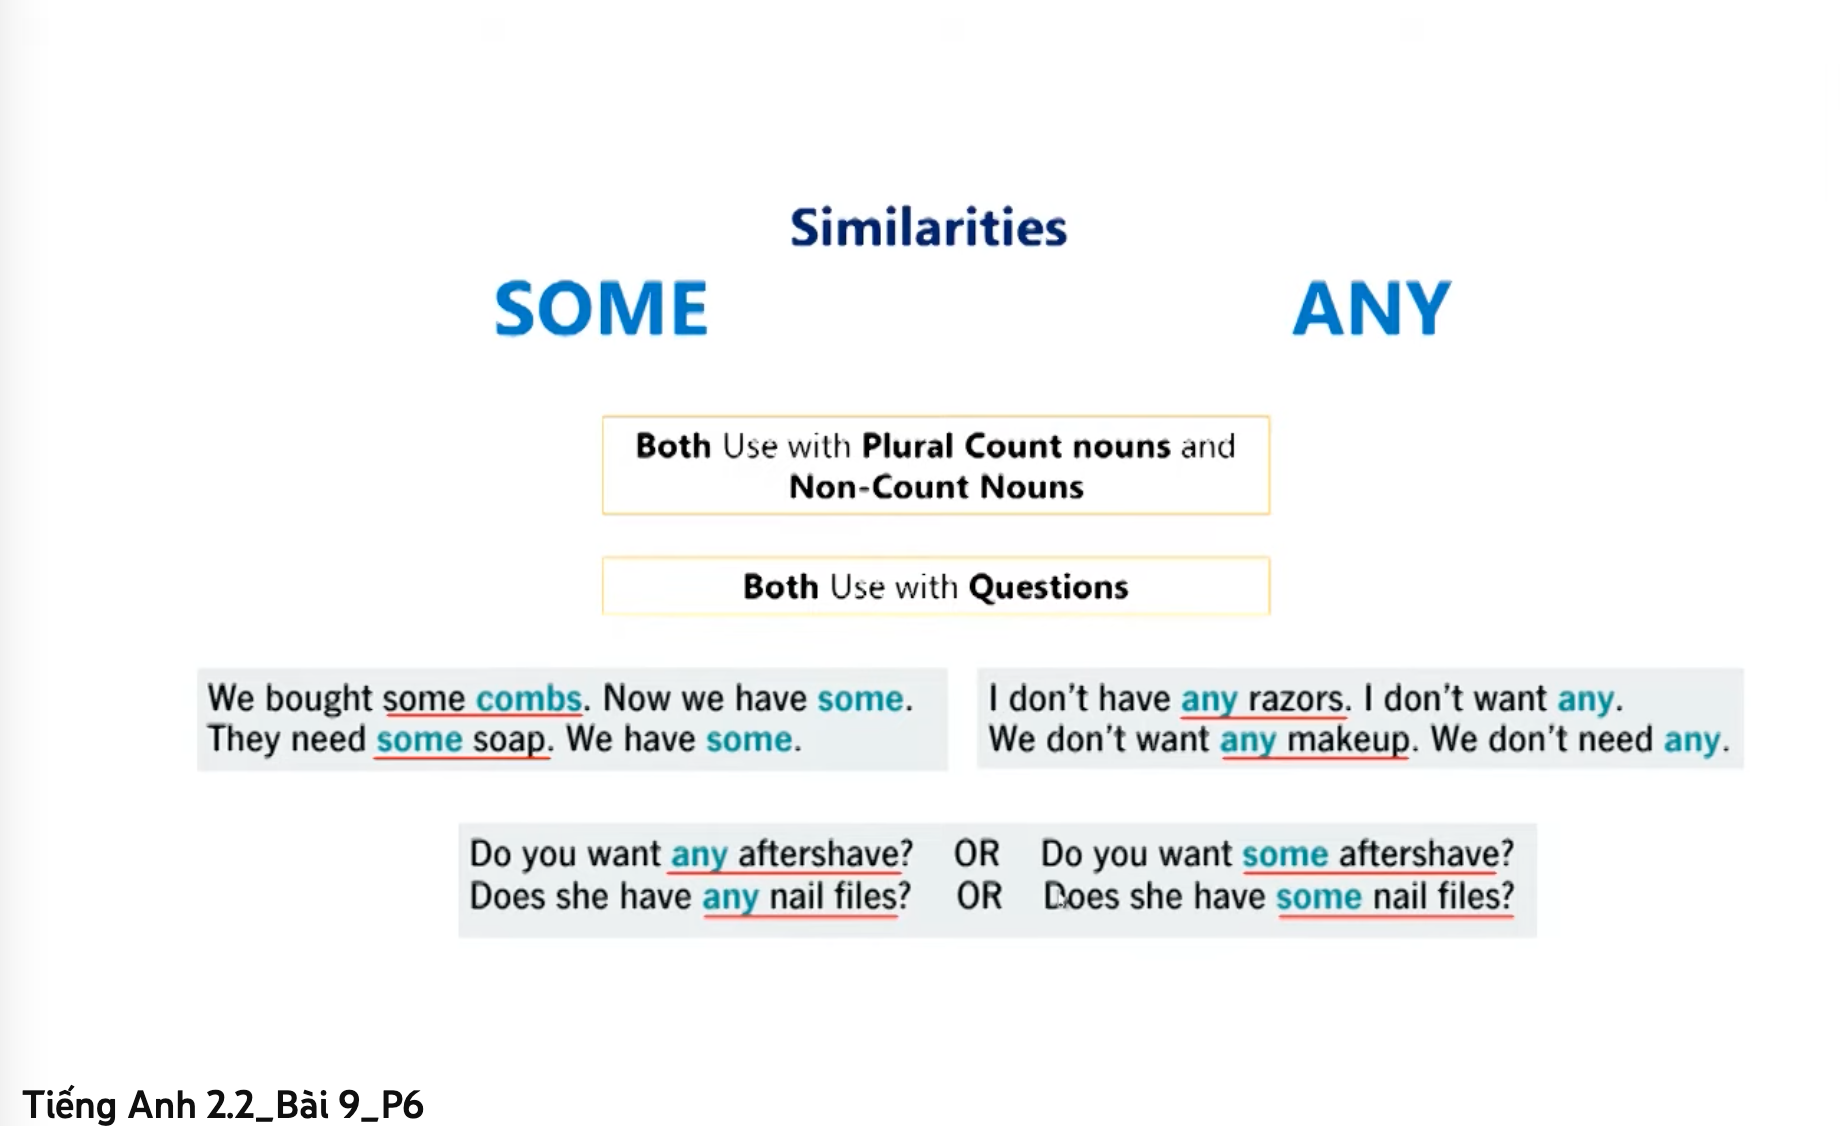 Similarities
SOME ANY
Both Use with Plural Count nouns and
Non-Count Nouns
Both Use with Questions
We bought some combs. Now we have some.
They need some soap. We have some.
I don't have any razors. I don't want any.
We don't want any makeup. We don't need any.
Do you want any aftershave? OR Do you want some aftershave?
Does she have any nail files? OR Does she have some nail files?
Tiếng Anh 2.2_Bài 9_P6